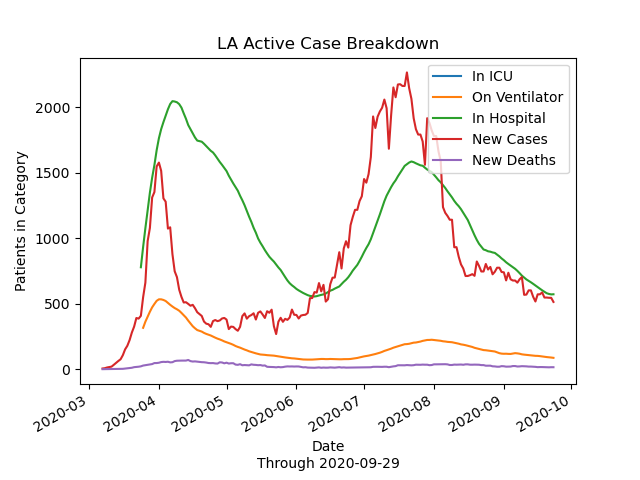 LA Active Case Breakdown
In ICU
On Ventilator
In Hospital
New Cases
New Deaths
Patients in Category
2000
1500
1000
500
0
2020-03
2020-04
2020-05
2020-06
2020-07
2020-08
2020-09
2020-10
Date
Through 2020-09-29